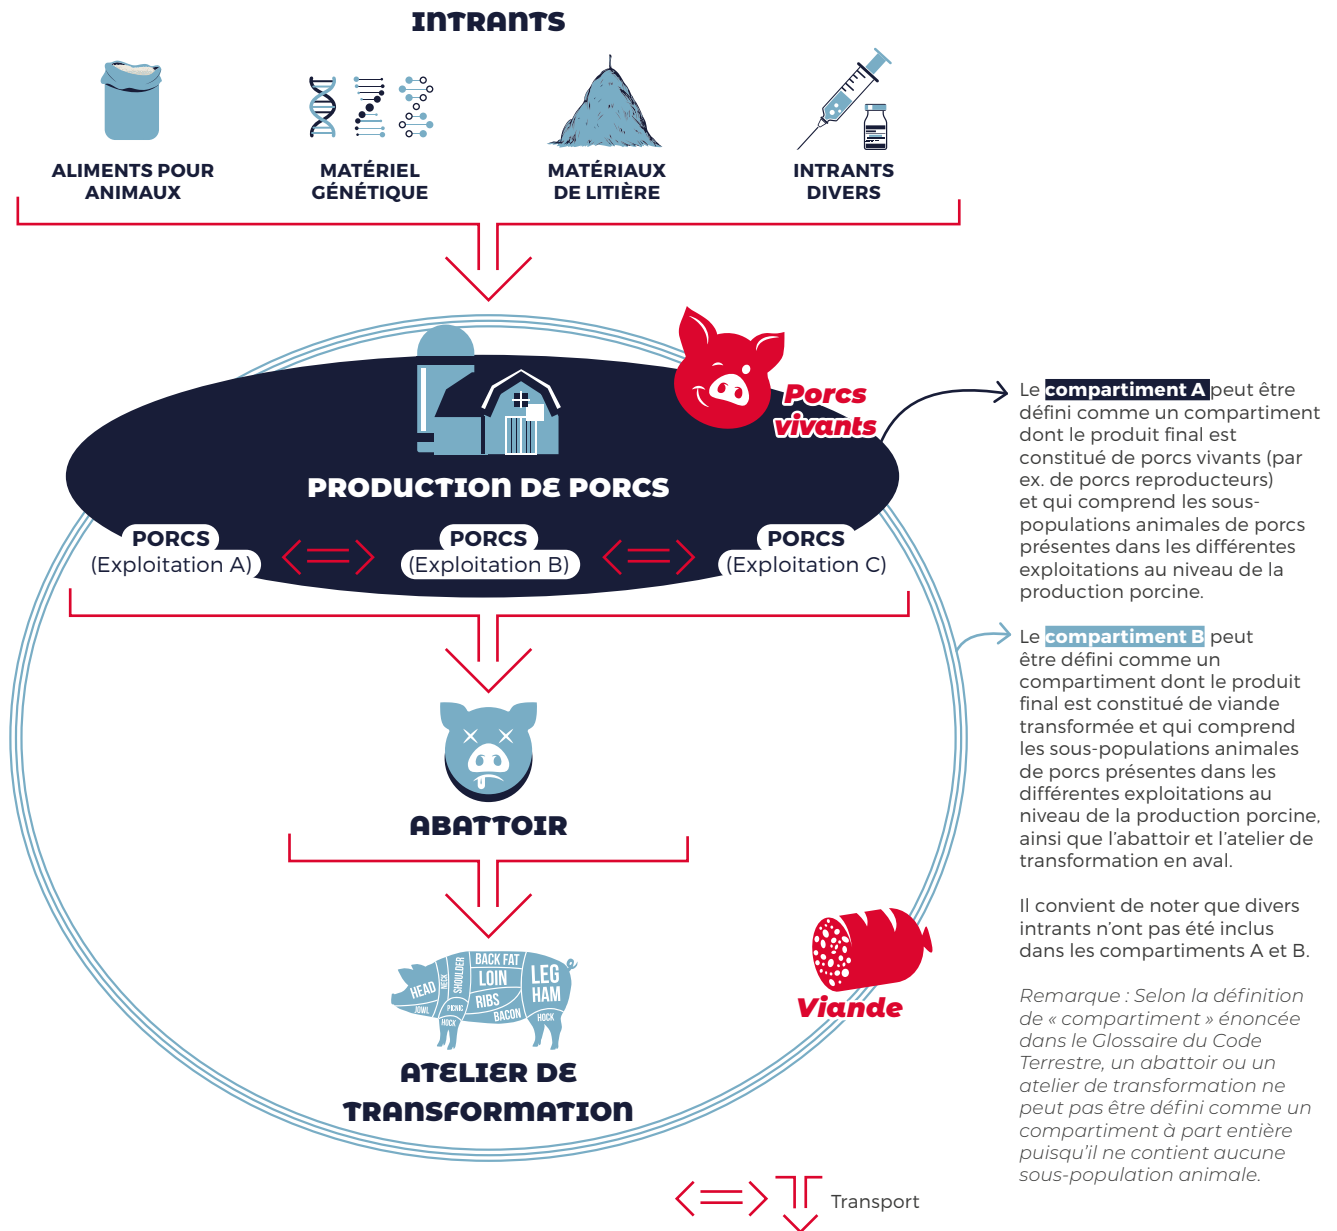 INTRANTS
ALIMENTS POUR
ANIMAUX
MATÉRIEL
GÉNÉTIQUE
MATÉRIAUX
DE LITIÈRE
INTRANTS
DIVERS
Porcs
vivants
PRODUCTION DE PORCS
PORCS
(Exploitation A)
PORCS
(Exploitation B)
PORCS
(Exploitation C)
ABATTOIR
HEAD
JOWL
NECK
SHOULDER
PICNIC
HOCK
BACK FAT
LOIN
RIBS
BACON
LEG
HAM
HOCK
ATELIER DE
TRANSFORMATION
Viande
Le compartiment A peut être
défini comme un compartiment
dont le produit final est
constitué de porcs vivants (par
ex. de porcs reproducteurs)
et qui comprend les sous-
populations animales de porcs
présentes dans les différentes
exploitations au niveau de la
production porcine.
Le compartiment B peut
être défini comme un
compartiment dont le produit
final est constitué de viande
transformée et qui comprend
les sous-populations animales
de porcs présentes dans les
différentes exploitations au
niveau de la production porcine,
ainsi que l’abattoir et l’atelier de
transformation en aval.
Il convient de noter que divers
intrants n’ont pas été inclus
dans les compartiments A et B.
Remarque : Selon la définition
de « compartiment » énoncée
dans le Glossaire du Code
Terrestre, un abattoir ou un
atelier de transformation ne
peut pas être défini comme un
compartiment à part entière
puisqu’il ne contient aucune
sous-population animale.
Transport